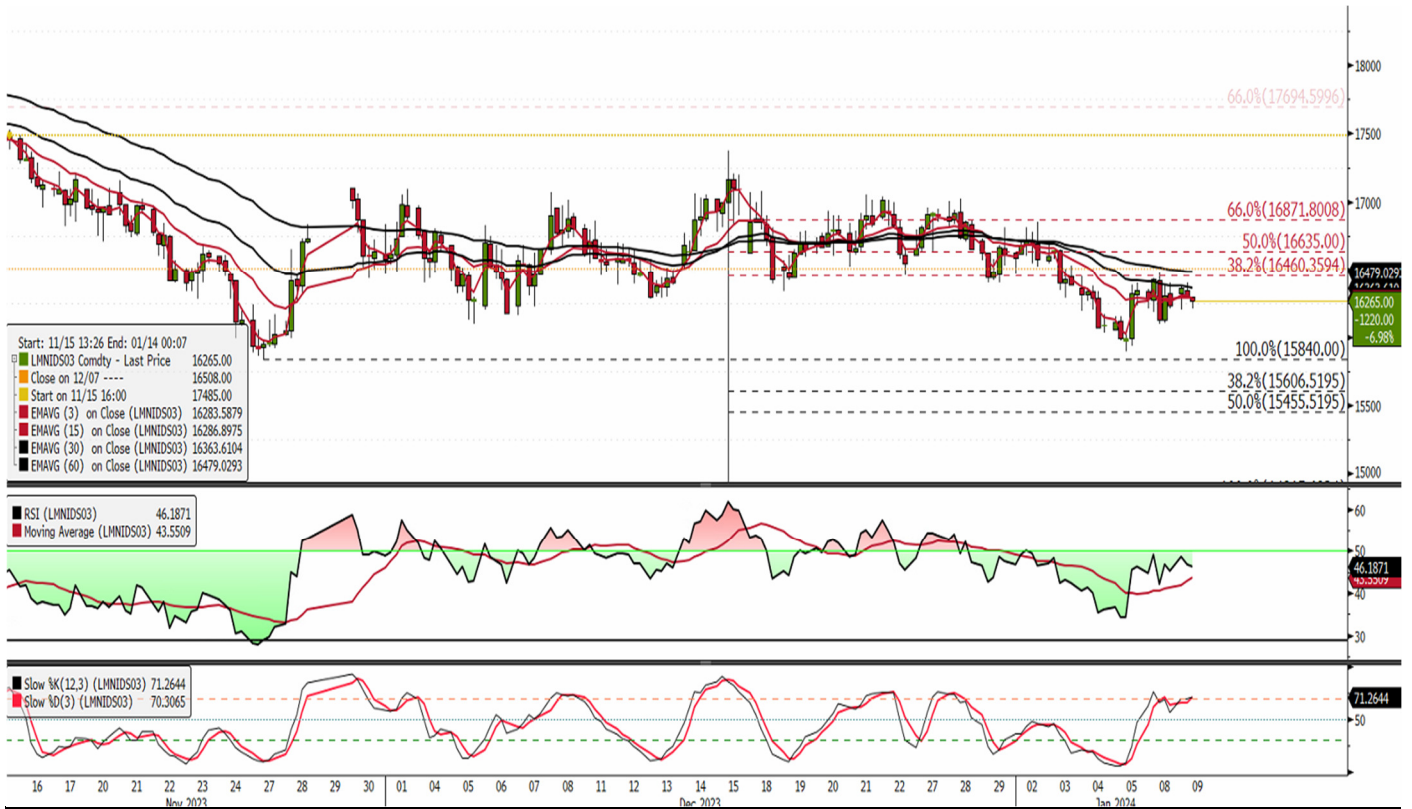 18000
66.0%(17694.5996)
17500
17000
66.0%(16871.8008)
50.0%(16635.00)
38.2%(16460.3594)
16479.0293
16265.00
-1220.00
-6.98%
100.0%(15840.00)
38.2%(15606.5195)
50.0%(15455.5195)
15500
15000
Start: 11/15 13:26 End: 01/14 00:07
LMNIDS03 Comdty - Last Price 16265.00
Close on 12/07 ---- 16508.00
Start on 11/15 16:00 17485.00
EMAVG (3) on Close (LMNIDS03) 16283.5879
EMAVG (15) on Close (LMNIDS03) 16286.8975
EMAVG (30) on Close (LMNIDS03) 16363.6104
EMAVG (60) on Close (LMNIDS03) 16479.0293
RSI (LMNIDS03) 46.1871
Moving Average (LMNIDS03) 43.5509
60
50
46.1871
43.5509
40
30
Slow %K(12,3) (LMNIDS03) 71.2644
Slow %D(3) (LMNIDS03) 70.3065
71.2644
50
16 17 20 21 22 23 24 27 28 29 30 01 04 05 06 07 08 11 12 13 14 15 18 19 20 21 22 27 28 29 02 03 04 05 08 09
Nov 2023 Dec 2023 Jan 2024